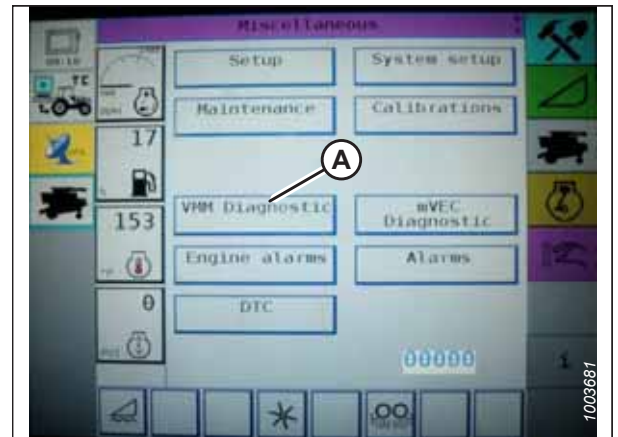 Miscellaneous
Setup
System setup
Maintenance
Calibrations
TC
17
A
VMM Diagnostic
mVEC
Diagnostic
153
Engine alarms
Alarms
0
DTC
00000
1003681